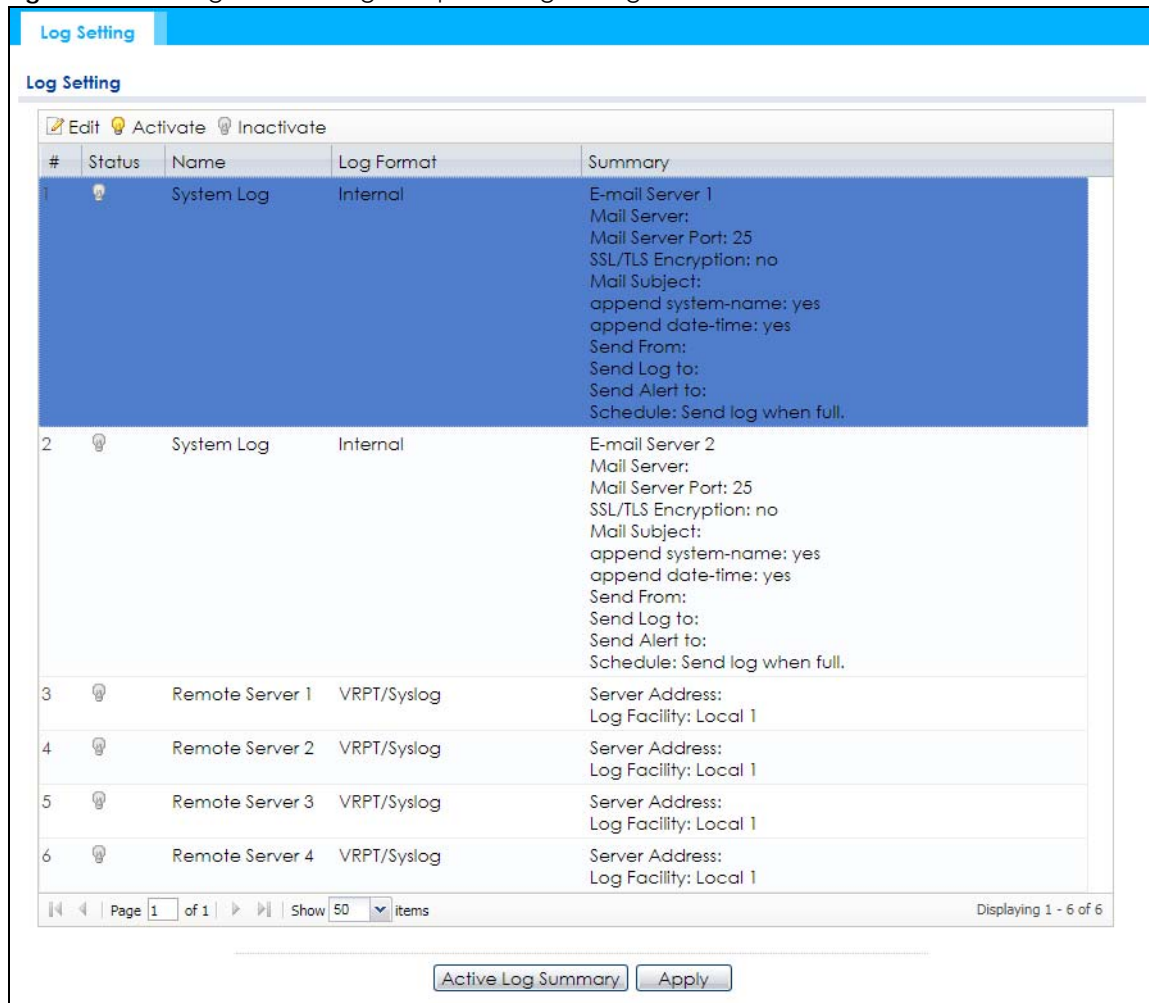 Log Setting
Log Setting
Edit Activate Inactivate
# Status Name Log Format Summary
1 System Log Internal E-mail Server 1
Mail Server:
Mail Server Port: 25
SSL/TLS Encryption: no
Mail Subject:
append system-name: yes
append date-time: yes
Send From:
Send Log to:
Send Alert to:
Schedule: Send log when full.
2 System Log Internal E-mail Server 2
Mail Server:
Mail Server Port: 25
SSL/TLS Encryption: no
Mail Subject:
append system-name: yes
append date-time: yes
Send From:
Send Log to:
Send Alert to:
Schedule: Send log when full.
3 Remote Server 1 VRPT/Syslog Server Address:
Log Facility: Local 1
4 Remote Server 2 VRPT/Syslog Server Address:
Log Facility: Local 1
5 Remote Server 3 VRPT/Syslog Server Address:
Log Facility: Local 1
6 Remote Server 4 VRPT/Syslog Server Address:
Log Facility: Local 1
Page 1 of 1 Show 50 items Displaying 1 - 6 of 6
Active Log Summary Apply